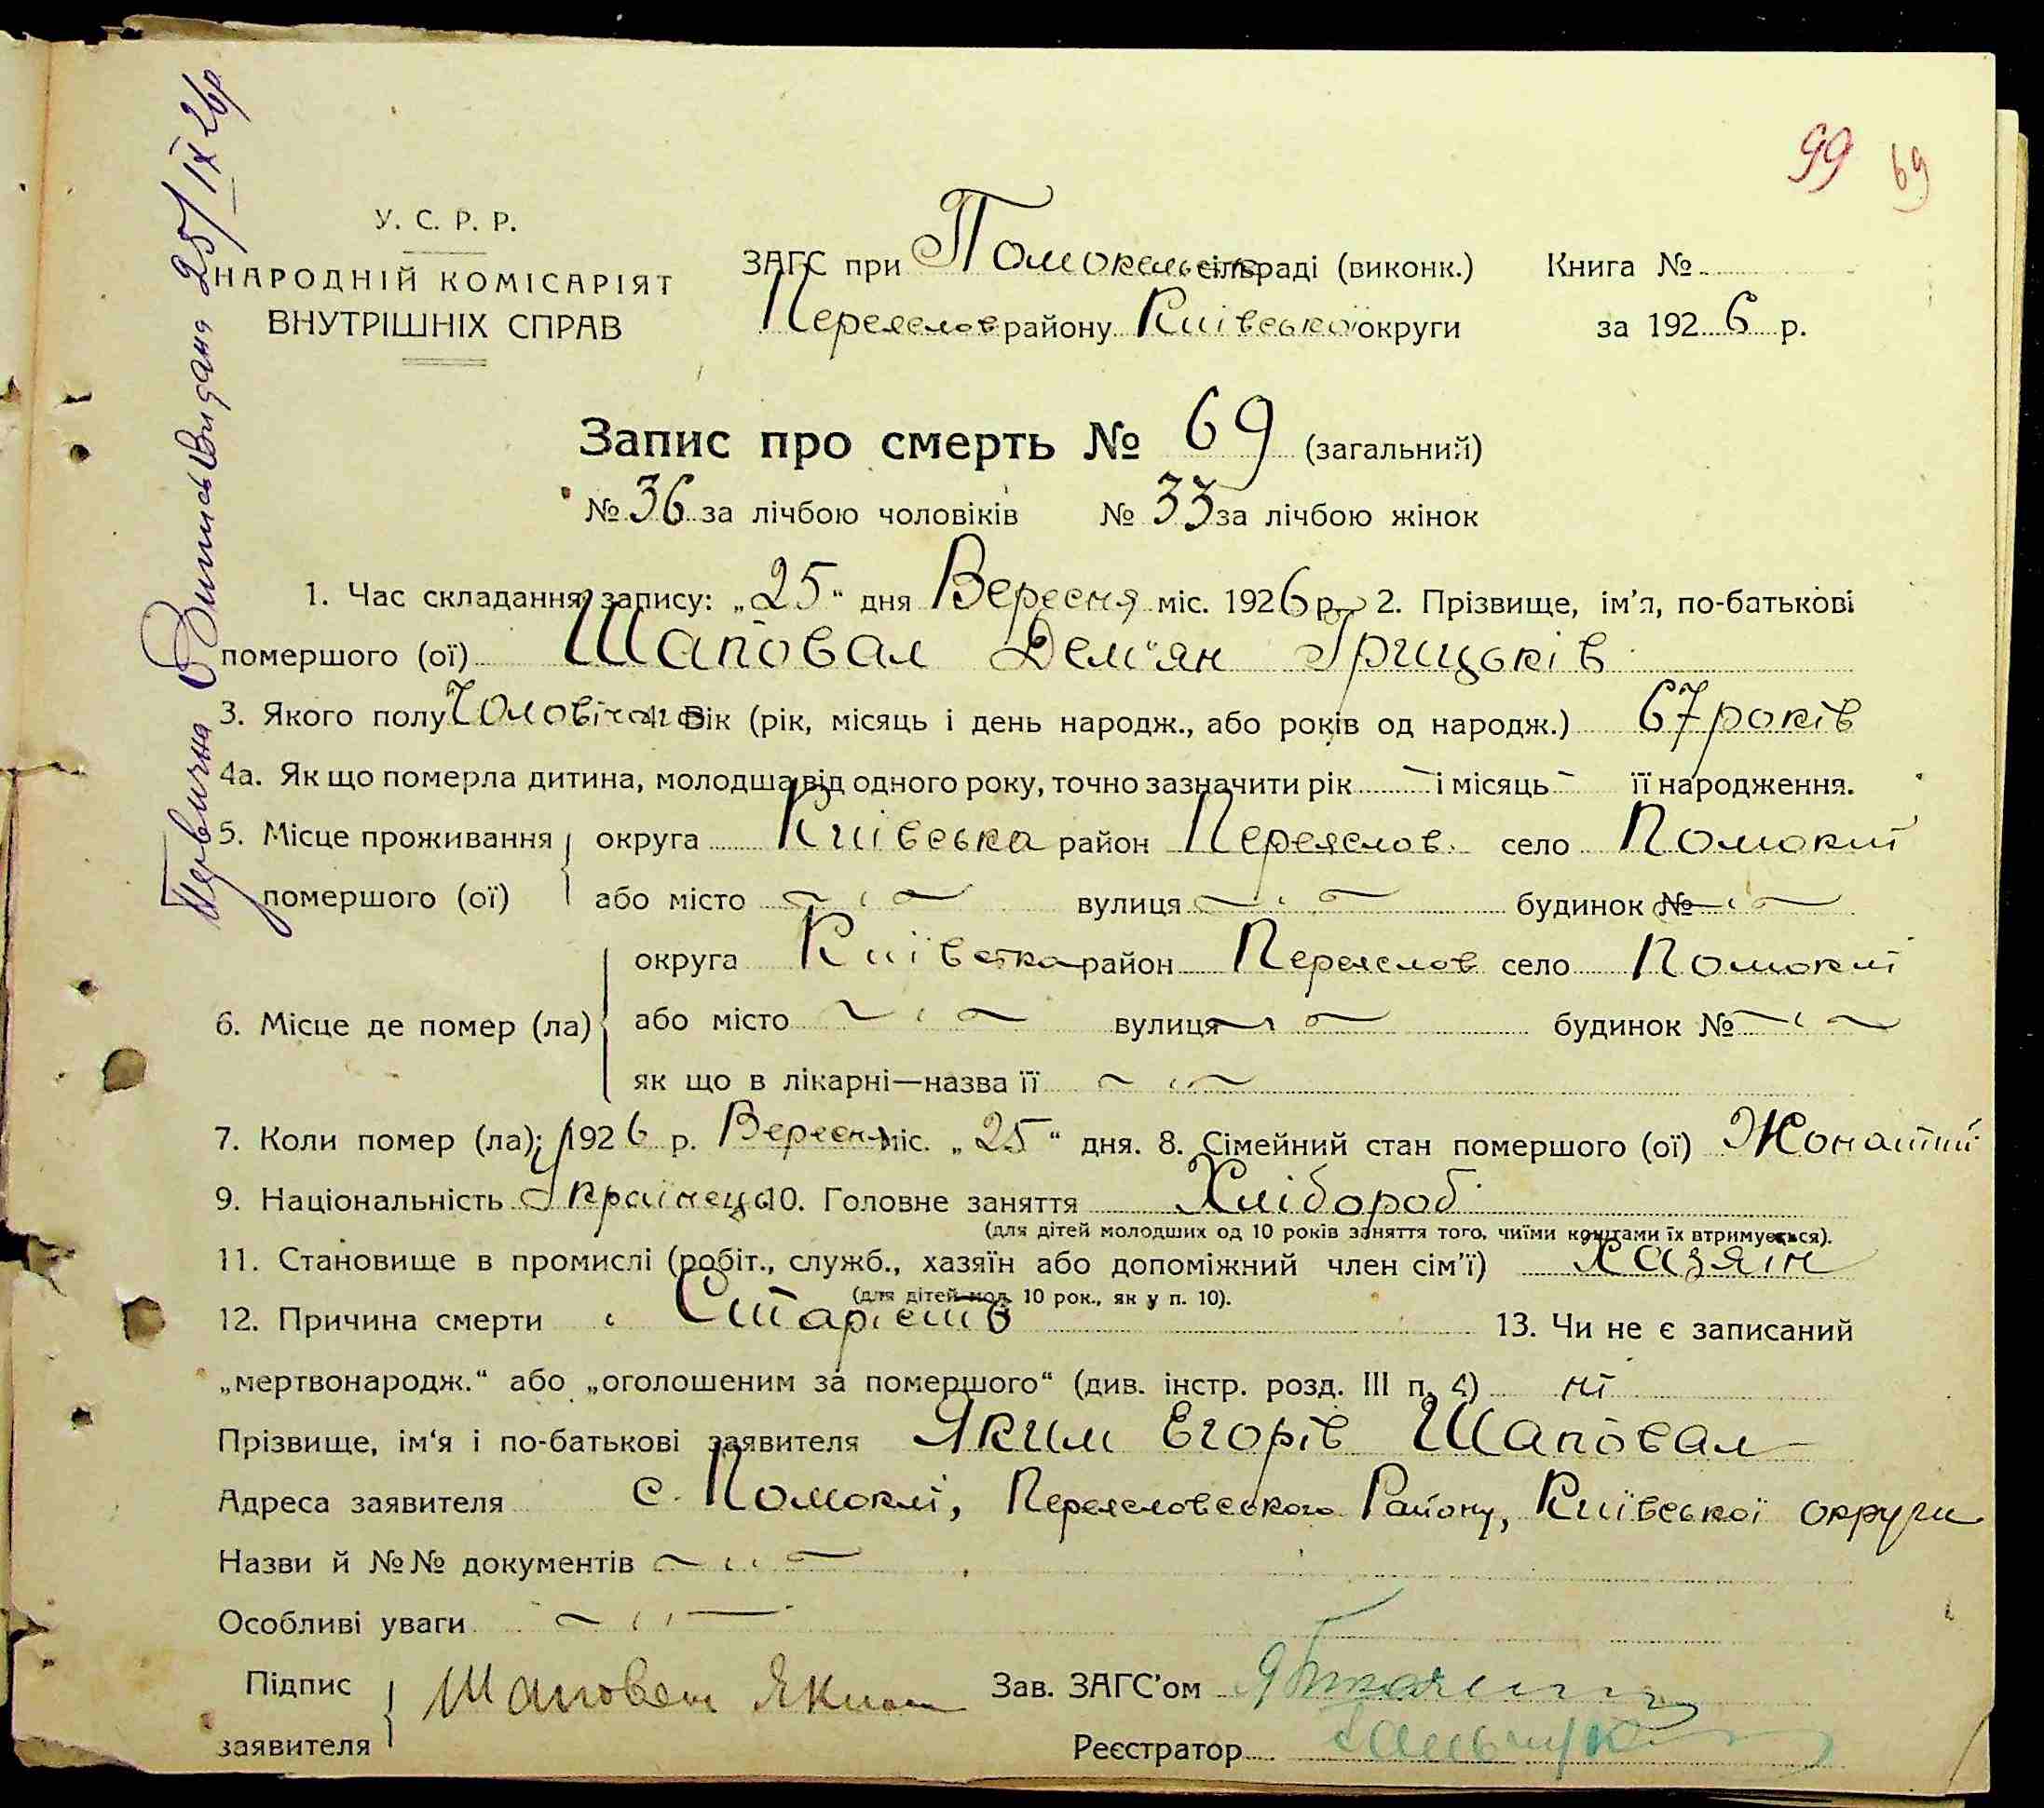 99 69
У. С. Р. Р.
НАРОДНІЙ КОМІСАРІЯТ
ВНУТРІШНІХ СПРАВ
ЗАГС при Помокельск сільраді (виконк.) Книга №
Переяслов району Київської округи за 1926 р.
Первична Випись видана 25/IX 26р
Запис про смерть № 69 (загальний)
№ 36 за лічбою чоловіків № 33 за лічбою жінок
1. Час складання запису: „25“ дня Вересня міс. 1926 р. 2. Прізвище, ім'я, по-батькові
помершого (ої) Шаповал Дем'ян Грицьків
3. Якого полу Чоловічого 4. Вік (рік, місяць і день народж., або років од народж.) 67 років
4а. Як що померла дитина, молодша від одного року, точно зазначити рік — і місяць — її народження.
5. Місце проживання округа Київська район Переяслов. село Помоклі
помершого (ої) або місто вулиця будинок №
округа Київська район Переяслов село Помоклі
6. Місце де помер (ла) або місто вулиця будинок №
як що в лікарні—назва її
7. Коли помер (ла); 1926 р. Вересня міс. „25“ дня. 8. Сімейний стан помершого (ої) Жонатий
9. Національність Українець 10. Головне заняття Хлібороб
(для дітей молодших од 10 років заняття того, чиїми коштами їх втримується).
11. Становище в промислі (робіт., служб., хазяїн або допоміжний член сім'ї) Хазяін
(для дітей мол. 10 рок., як у п. 10).
12. Причина смерти Старість 13. Чи не є записаний
„мертвонародж.“ або „оголошеним за помершого“ (див. інстр. розд. III п. 4) ні
Прізвище, ім'я і по-батькові заявителя Яким Егорів Шаповал
Адреса заявителя с. Помоклі, Переясловського Району, Київської округи
Назви й №№ документів
Особливі уваги
Підпис заявителя Шаповал Яким Зав. ЗАГС'ом
Реєстратор